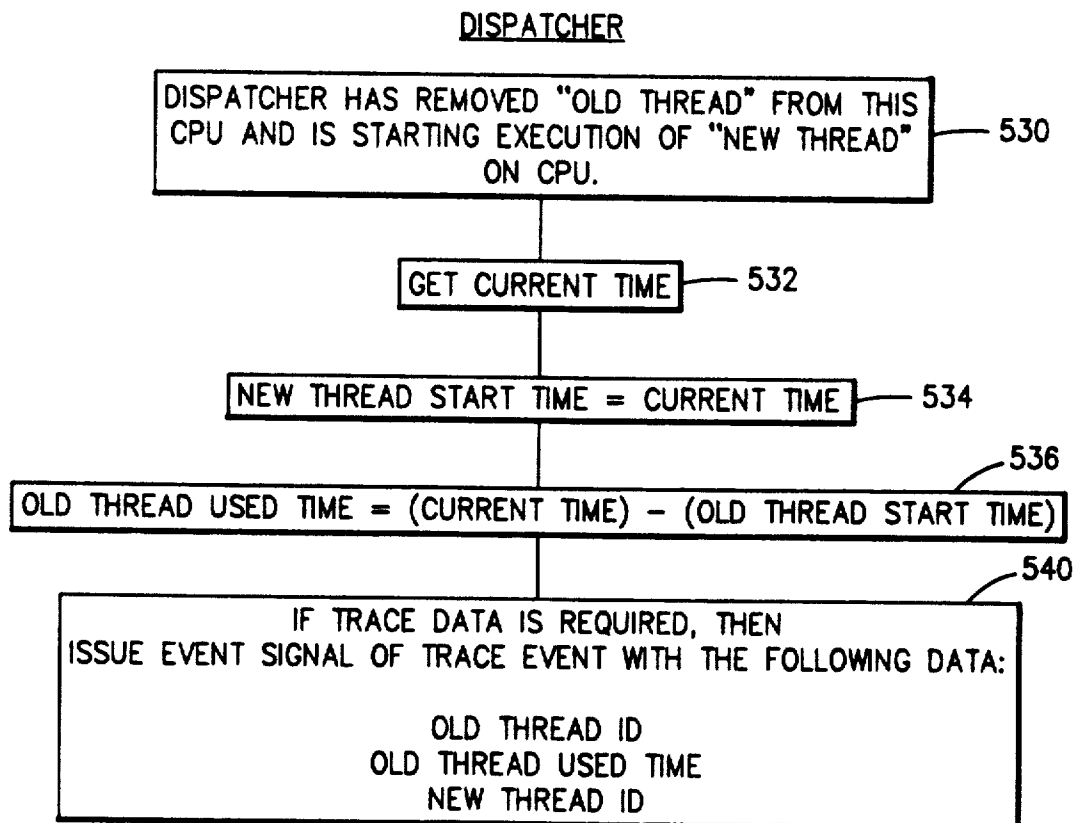 DISPATCHER
DISPATCHER HAS REMOVED "OLD THREAD" FROM THIS
CPU AND IS STARTING EXECUTION OF "NEW THREAD"
ON CPU.
530
GET CURRENT TIME
532
NEW THREAD START TIME = CURRENT TIME
534
536
OLD THREAD USED TIME = (CURRENT TIME) – (OLD THREAD START TIME)
540
IF TRACE DATA IS REQUIRED, THEN
ISSUE EVENT SIGNAL OF TRACE EVENT WITH THE FOLLOWING DATA:
OLD THREAD ID
OLD THREAD USED TIME
NEW THREAD ID